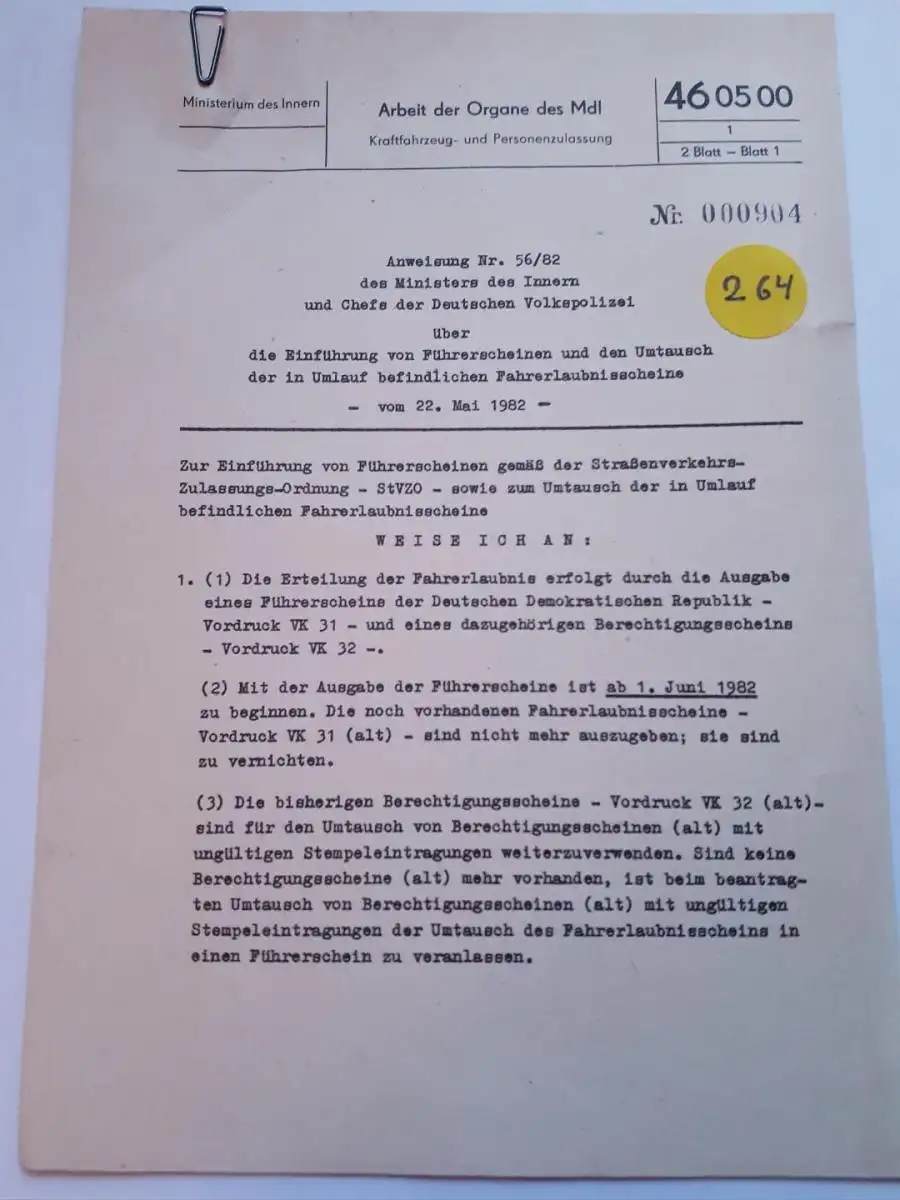 Ministerium des Innern
Arbeit der Organe des MdI
Kraftfahrzeug- und Personenzulassung
46 05 00
1
2 Blatt – Blatt 1
Nr. 000904
264
Anweisung Nr. 56/82
des Ministers des Innern
und Chefs der Deutschen Volkspolizei
über
die Einführung von Führerscheinen und den Umtausch
der in Umlauf befindlichen Fahrerlaubnisscheine
- vom 22. Mai 1982 -
Zur Einführung von Führerscheinen gemäß der Straßenverkehrs-
Zulassungs-Ordnung - StVZO - sowie zum Umtausch der in Umlauf
befindlichen Fahrerlaubnisscheine
W E I S E I C H A N :
1. (1) Die Erteilung der Fahrerlaubnis erfolgt durch die Ausgabe
eines Führerscheins der Deutschen Demokratischen Republik -
Vordruck VK 31 - und eines dazugehörigen Berechtigungsscheins
- Vordruck VK 32 -.
(2) Mit der Ausgabe der Führerscheine ist ab 1. Juni 1982
zu beginnen. Die noch vorhandenen Fahrerlaubnisscheine -
Vordruck VK 31 (alt) - sind nicht mehr auszugeben; sie sind
zu vernichten.
(3) Die bisherigen Berechtigungsscheine - Vordruck VK 32 (alt)-
sind für den Umtausch von Berechtigungsscheinen (alt) mit
ungültigen Stempeleintragungen weiterzuverwenden. Sind keine
Berechtigungsscheine (alt) mehr vorhanden, ist beim beantrag-
ten Umtausch von Berechtigungsscheinen (alt) mit ungültigen
Stempeleintragungen der Umtausch des Fahrerlaubnisscheins in
einen Führerschein zu veranlassen.